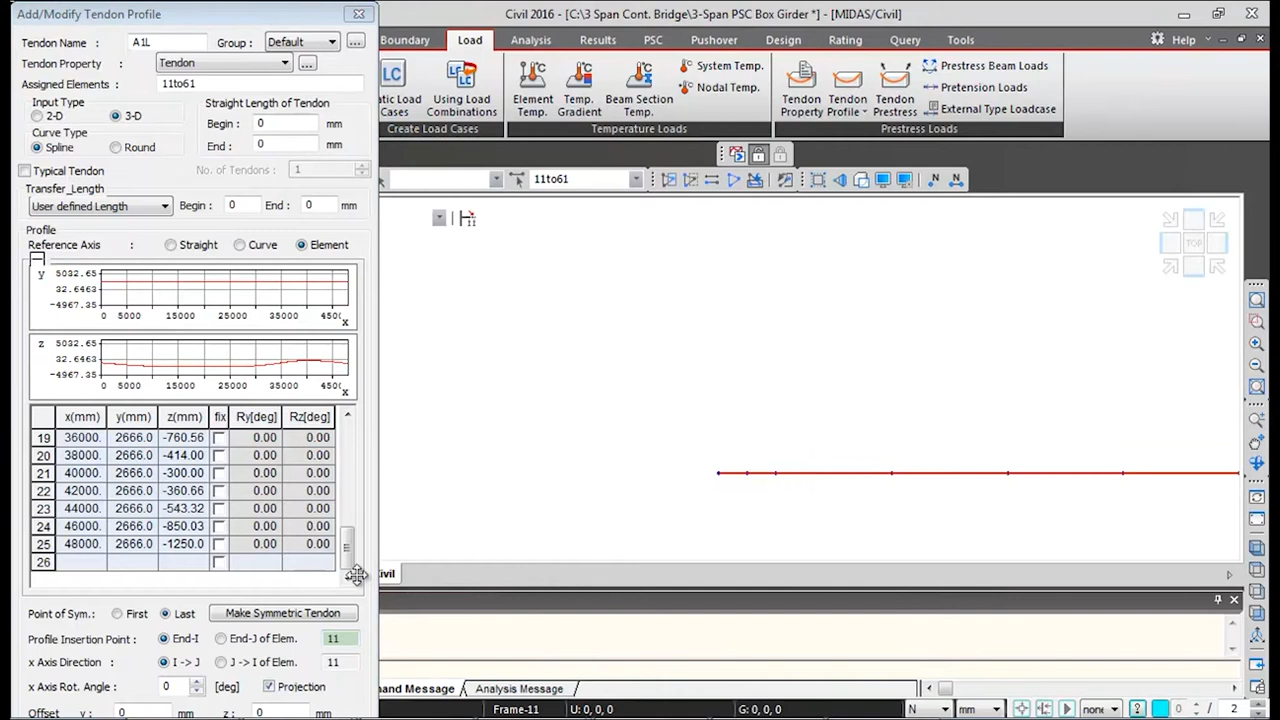 Add/Modify Tendon Profile
Civil 2016 - [C:\3 Span Cont. Bridge\3-Span PSC Box Girder *] - [MIDAS/Civil]
Tendon Name : A1L Group : Default ...
Boundary Load Analysis Results PSC Pushover Design Rating Query Tools Help
Tendon Property : Tendon ...
Assigned Elements : 11to61
Input Type
2-D 3-D
Curve Type
Spline Round
Straight Length of Tendon
Begin : 0 mm
End : 0 mm
Typical Tendon No. of Tendons : 1
Transfer_Length
User defined Length Begin : 0 End : 0 mm
LC
atic Load Cases
LC
Using Load Combinations
Create Load Cases
°C
Element Temp.
°C
Temp. Gradient
°C
Beam Section Temp.
System Temp.
Nodal Temp.
Temperature Loads
Tendon Property
Tendon Profile
Tendon Prestress
Prestress Beam Loads
Pretension Loads
External Type Loadcase
Prestress Loads
11to61
N N
TOP
Profile
Reference Axis : Straight Curve Element
y 5032.65
32.6463
-4967.35
0 5000 15000 25000 35000 450( x
z 5032.65
32.6463
-4967.35
0 5000 15000 25000 35000 450( x
x(mm) y(mm) z(mm) fix Ry[deg] Rz[deg]
19 36000. 2666.0 -760.56 0.00 0.00
20 38000. 2666.0 -414.00 0.00 0.00
21 40000. 2666.0 -300.00 0.00 0.00
22 42000. 2666.0 -360.66 0.00 0.00
23 44000. 2666.0 -543.32 0.00 0.00
24 46000. 2666.0 -850.03 0.00 0.00
25 48000. 2666.0 -1250.0 0.00 0.00
26
ivil
Point of Sym.: First Last Make Symmetric Tendon
Profile Insertion Point : End-I End-J of Elem. 11
x Axis Direction : I -> J J -> I of Elem. 11
x Axis Rot. Angle : 0 [deg] Projection
Offset y : 0 mm z : 0 mm
mand Message Analysis Message
Frame-11 U: 0, 0, 0 G: 0, 0, 0 N mm none 0 / 2